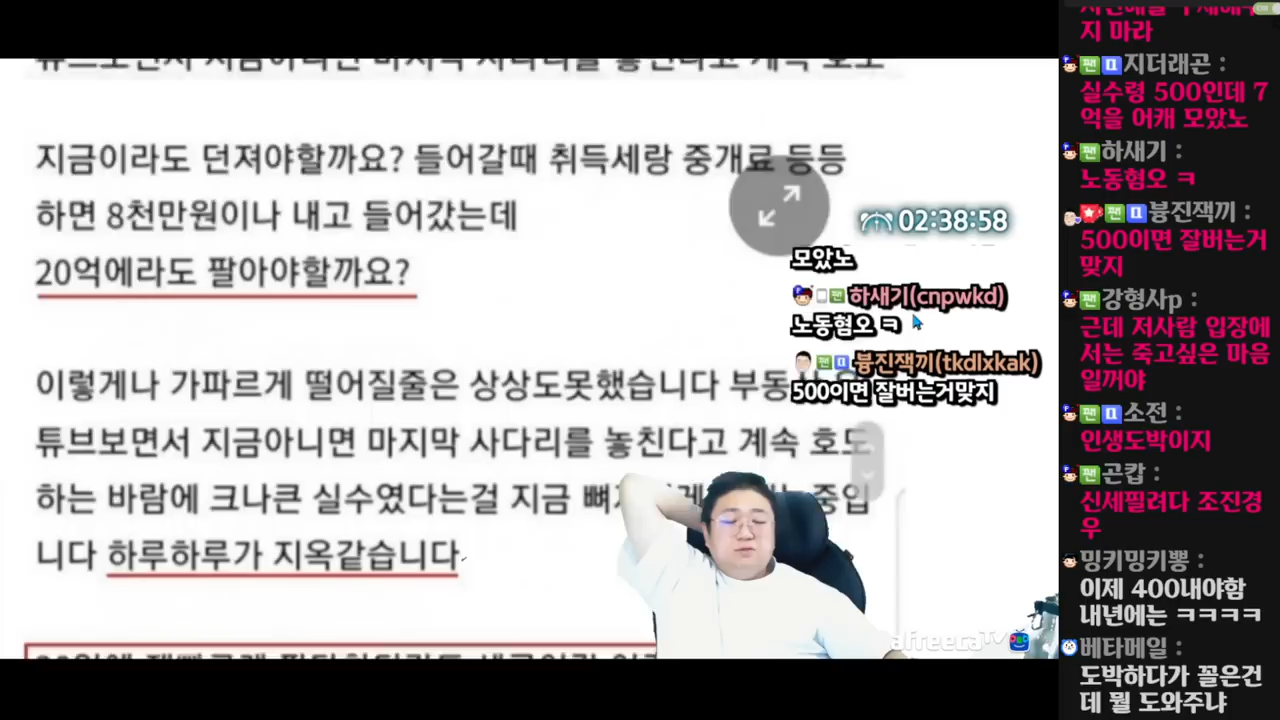 지금이라도 던져야할까요? 들어갈때 취득세랑 중개료 등등
하면 8천만원이나 내고 들어갔는데
20억에라도 팔아야할까요?
이렇게나 가파르게 떨어질줄은 상상도못했습니다
튜브보면서 지금아니면 마지막 사다리를 놓친다고 계속 호도
하는 바람에 크나큰 실수였다는걸 지금
니다 하루하루가 지옥같습니다
02:38:58
모았노
하새기(cnpwkd)
노동혐오 ㅋ
뿅진잭끼(tkdlxkak)
500이면 잘버는거맞지
afreecaTV
지 마라
지더래곤 :
실수령 500인데 7
억을 어캐 모았노
하새기 :
노동혐오 ㅋ
뿅진잭끼 :
500이면 잘버는거
맞지
강형사p :
근데 저사람 입장에
서는 죽고싶은 마음
일꺼야
소전 :
인생도박이지
곤캅 :
신세필려다 조진경
우
밍키밍키뽕 :
이제 400내야함
내년에는 ㅋㅋㅋㅋ
베타메일 :
도박하다가 꼴은건
데 뭘 도와주냐